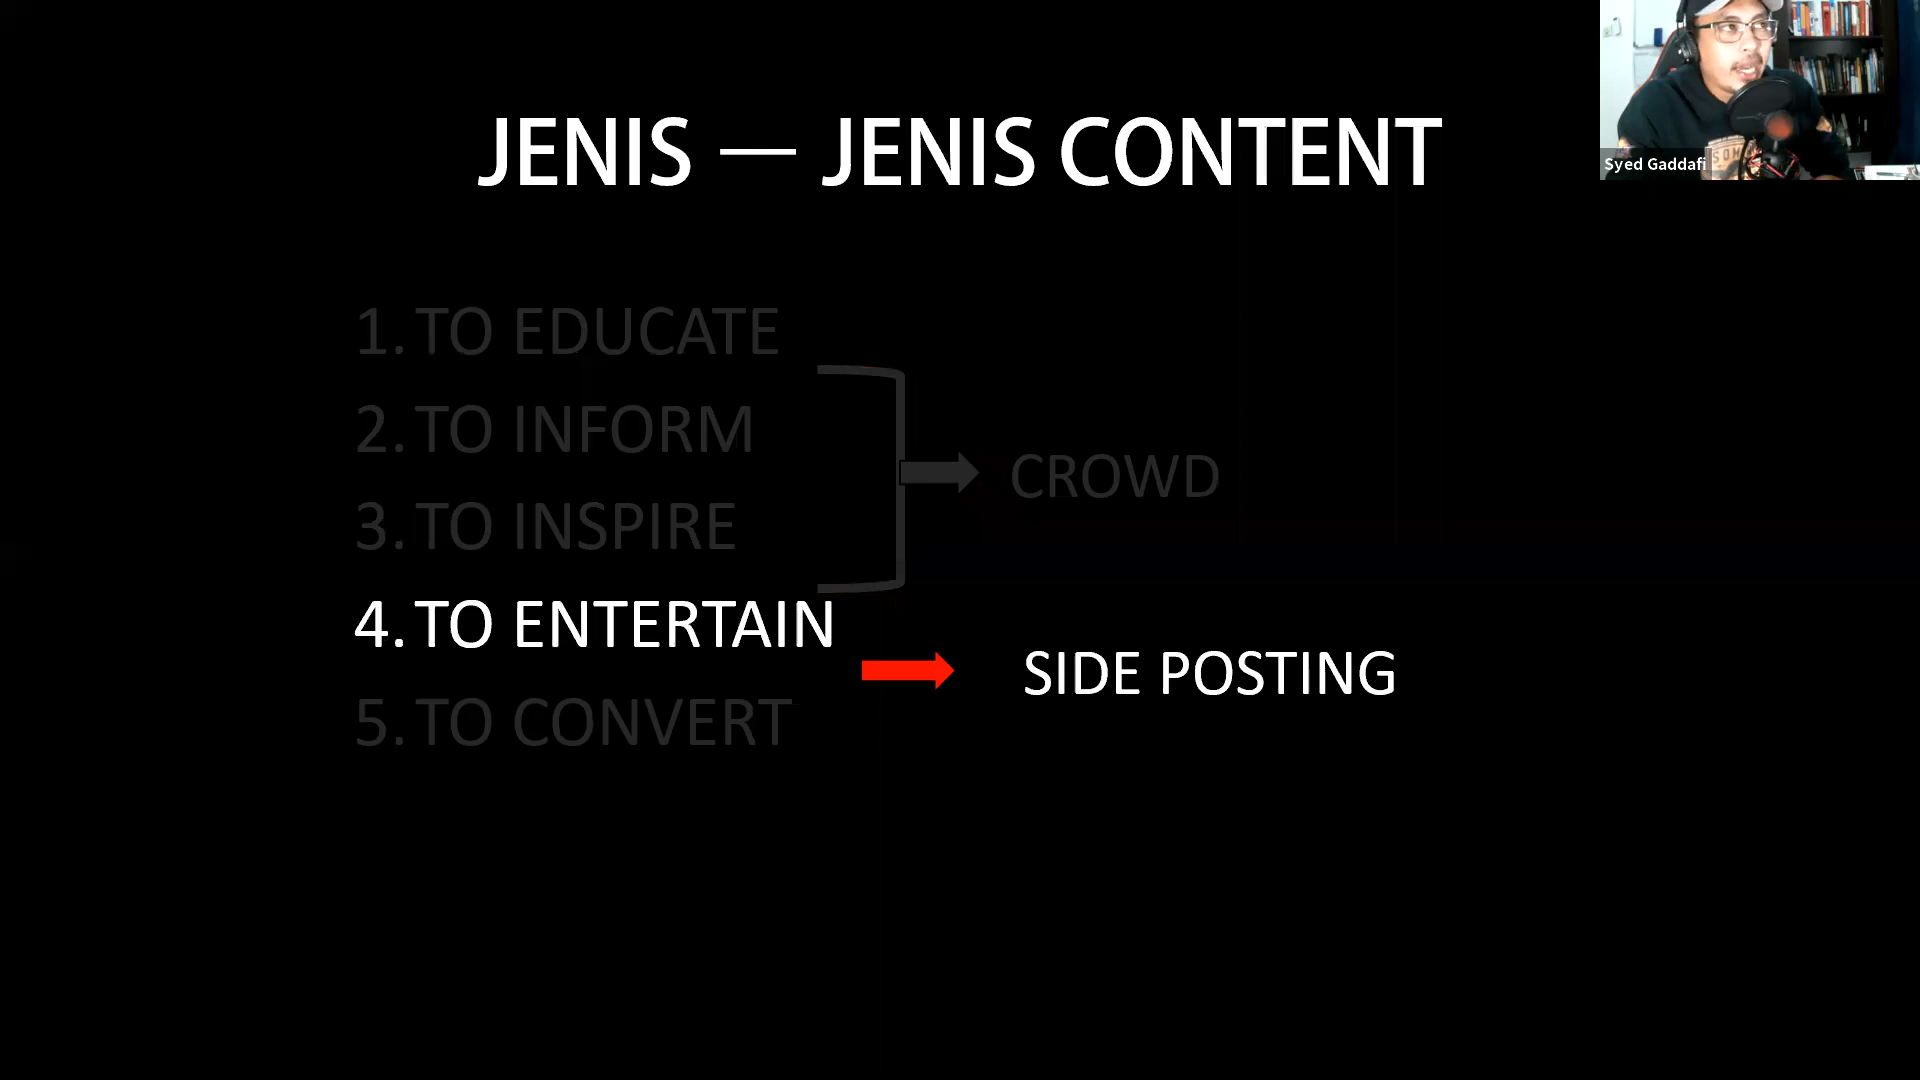 JENIS — JENIS CONTENT
1. TO EDUCATE
2. TO INFORM
3. TO INSPIRE
CROWD
4. TO ENTERTAIN
SIDE POSTING
5. TO CONVERT
Syed Gaddafi